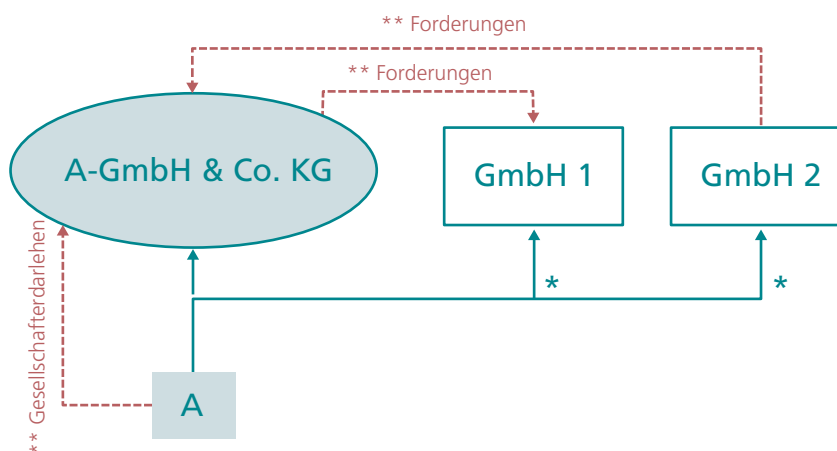 ** Forderungen
** Forderungen
A-GmbH & Co. KG
GmbH 1
GmbH 2
** Gesellschafterdarlehen
*
*
A